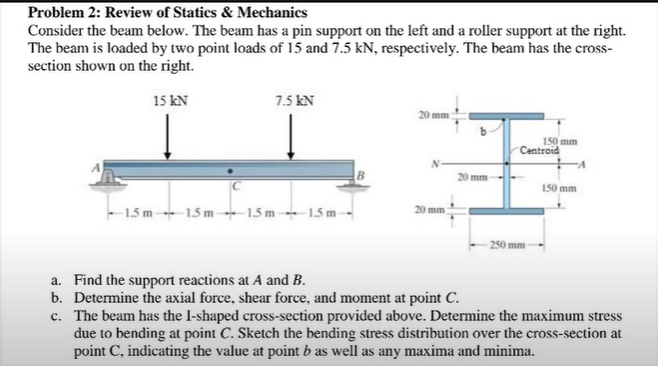 Problem 2: Review of Statics & Mechanics
Consider the beam below. The beam has a pin support on the left and a roller support at the right.
The beam is loaded by two point loads of 15 and 7.5 kN, respectively. The beam has the cross-
section shown on the right.
15 kN
7.5 kN
20 mm
b
150 mm
Centroid
A
B
N
A
20 mm
C
150 mm
1.5 m
1.5 m
1.5 m
1.5 m
20 mm
250 mm
a. Find the support reactions at A and B.
b. Determine the axial force, shear force, and moment at point C.
c. The beam has the I-shaped cross-section provided above. Determine the maximum stress
due to bending at point C. Sketch the bending stress distribution over the cross-section at
point C, indicating the value at point b as well as any maxima and minima.